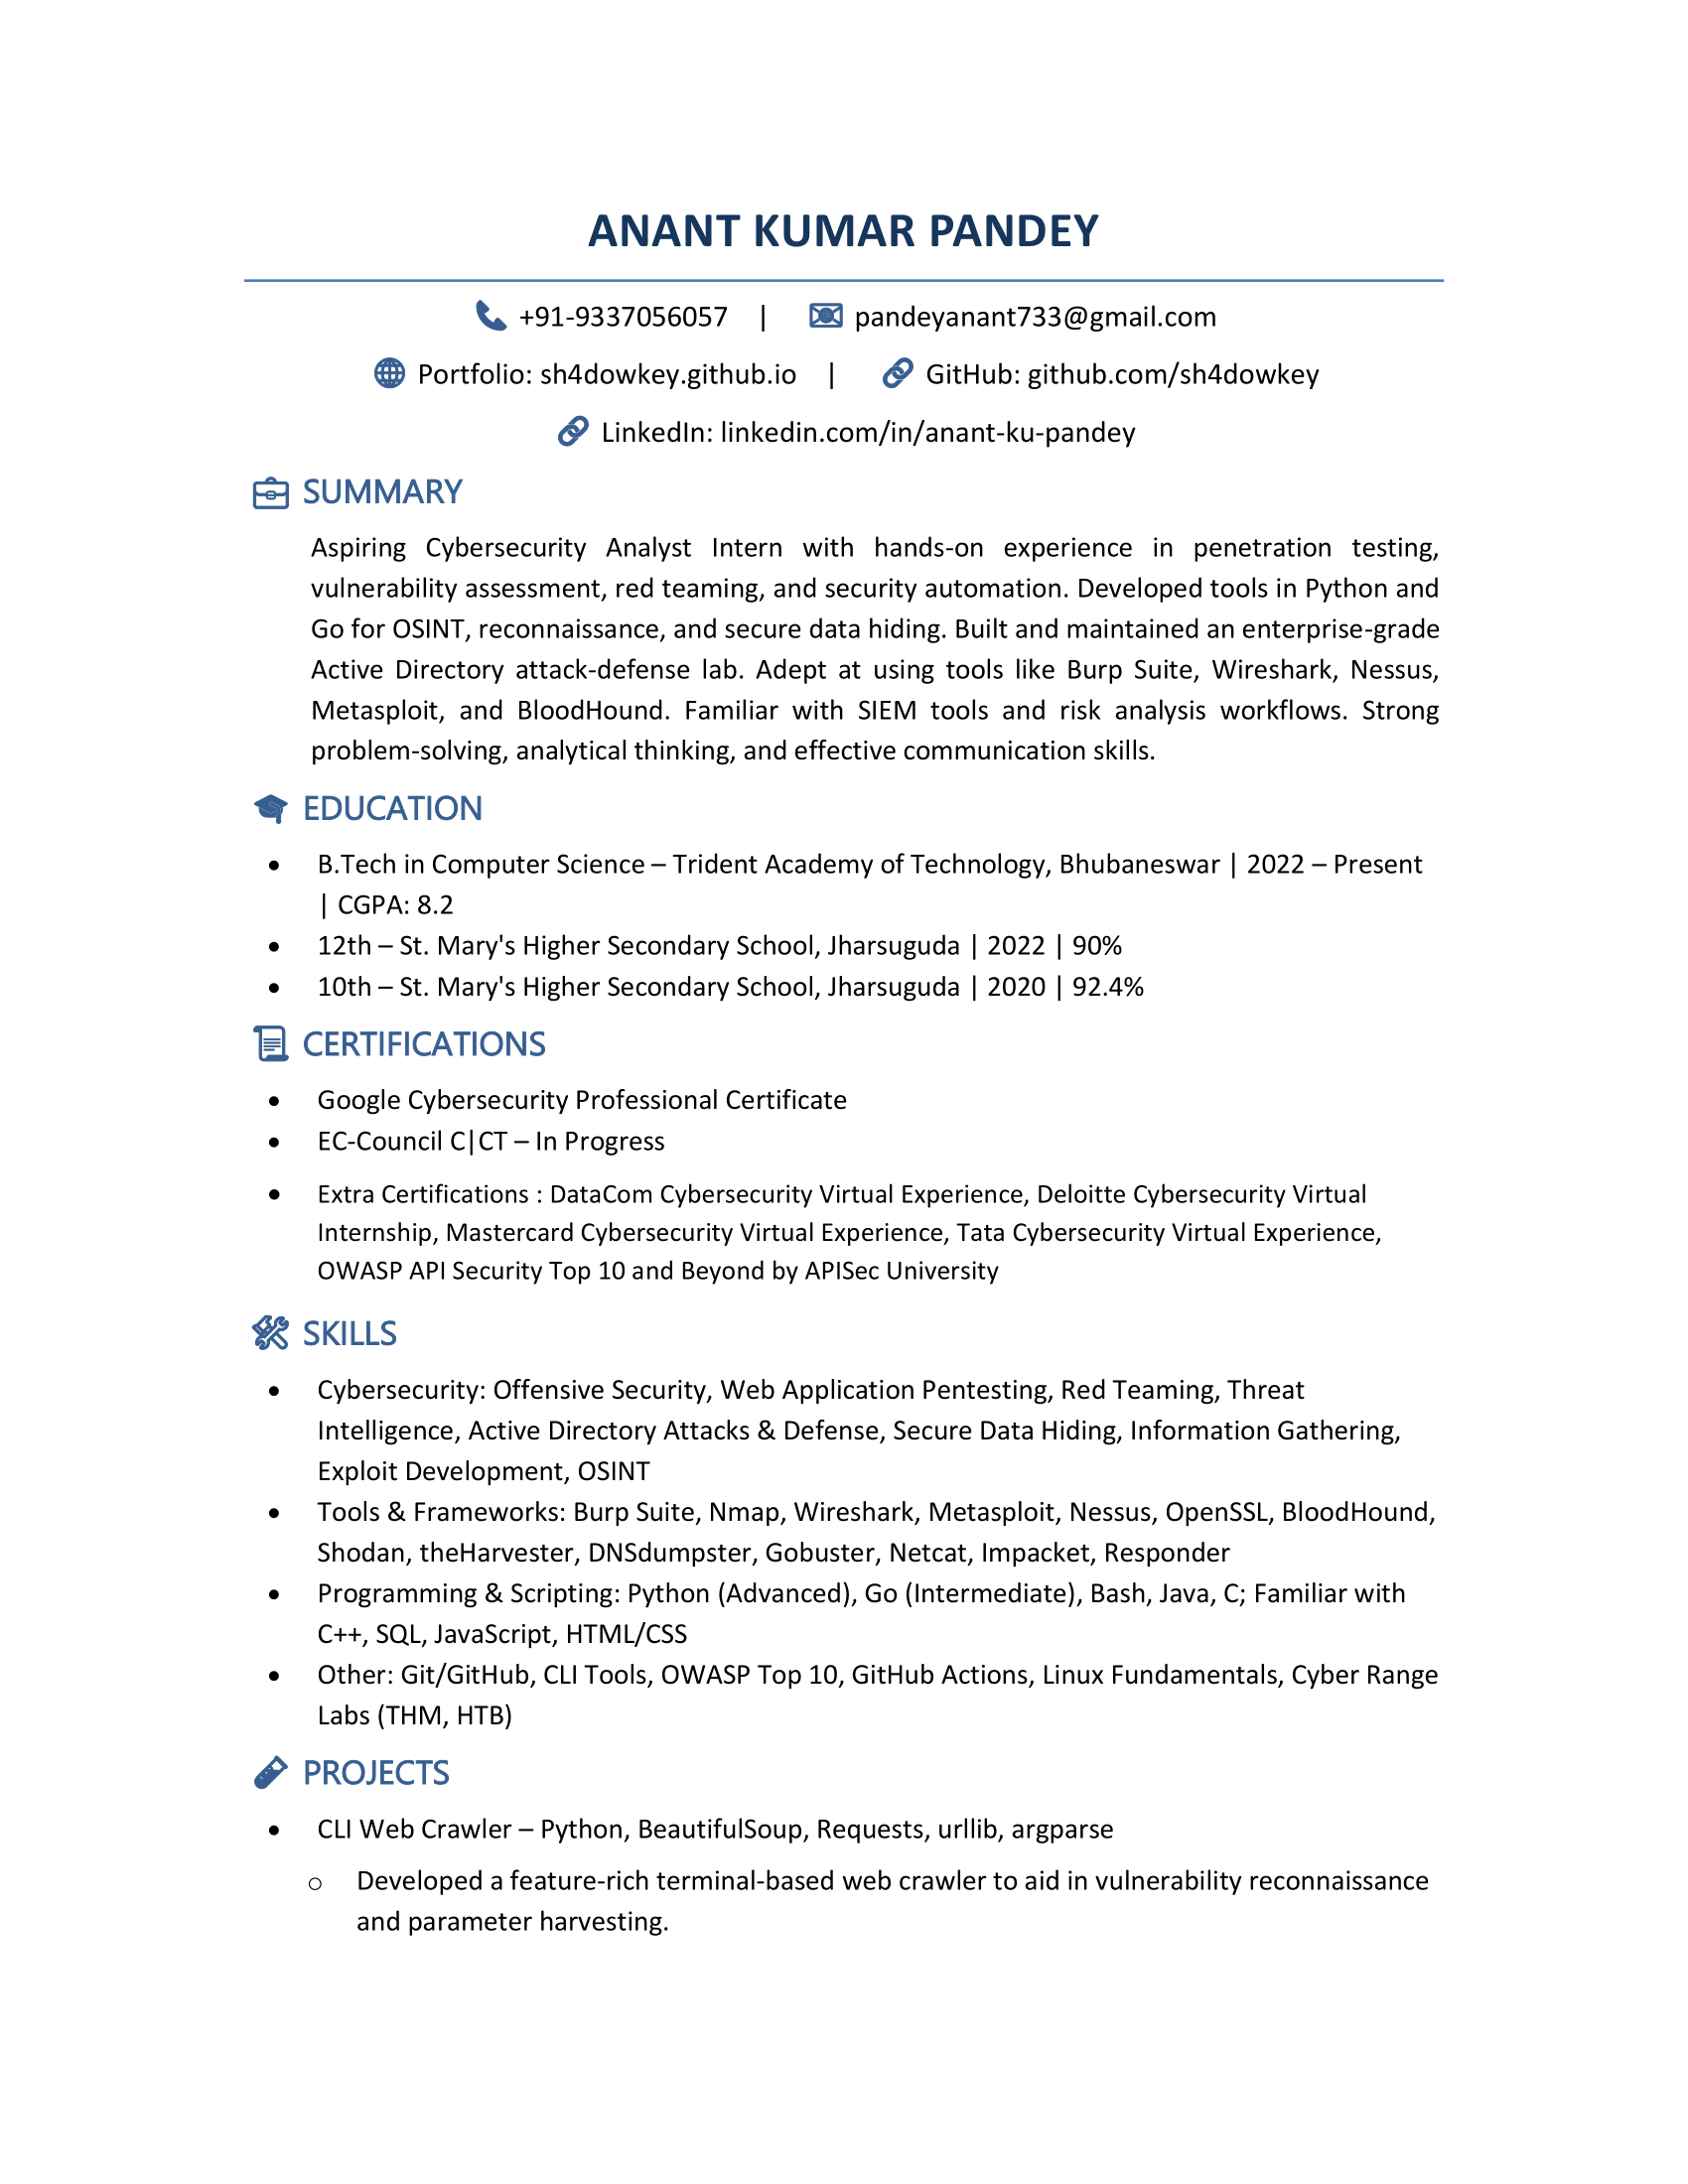 ANANT KUMAR PANDEY
+91-9337056057 | pandeyanant733@gmail.com
Portfolio: sh4dowkey.github.io | GitHub: github.com/sh4dowkey
LinkedIn: linkedin.com/in/anant-ku-pandey
SUMMARY
Aspiring Cybersecurity Analyst Intern with hands-on experience in penetration testing,
vulnerability assessment, red teaming, and security automation. Developed tools in Python and
Go for OSINT, reconnaissance, and secure data hiding. Built and maintained an enterprise-grade
Active Directory attack-defense lab. Adept at using tools like Burp Suite, Wireshark, Nessus,
Metasploit, and BloodHound. Familiar with SIEM tools and risk analysis workflows. Strong
problem-solving, analytical thinking, and effective communication skills.
EDUCATION
• B.Tech in Computer Science – Trident Academy of Technology, Bhubaneswar | 2022 – Present
| CGPA: 8.2
• 12th – St. Mary's Higher Secondary School, Jharsuguda | 2022 | 90%
• 10th – St. Mary's Higher Secondary School, Jharsuguda | 2020 | 92.4%
CERTIFICATIONS
• Google Cybersecurity Professional Certificate
• EC-Council C|CT – In Progress
• Extra Certifications : DataCom Cybersecurity Virtual Experience, Deloitte Cybersecurity Virtual
Internship, Mastercard Cybersecurity Virtual Experience, Tata Cybersecurity Virtual Experience,
OWASP API Security Top 10 and Beyond by APISec University
SKILLS
• Cybersecurity: Offensive Security, Web Application Pentesting, Red Teaming, Threat
Intelligence, Active Directory Attacks & Defense, Secure Data Hiding, Information Gathering,
Exploit Development, OSINT
• Tools & Frameworks: Burp Suite, Nmap, Wireshark, Metasploit, Nessus, OpenSSL, BloodHound,
Shodan, theHarvester, DNSdumpster, Gobuster, Netcat, Impacket, Responder
• Programming & Scripting: Python (Advanced), Go (Intermediate), Bash, Java, C; Familiar with
C++, SQL, JavaScript, HTML/CSS
• Other: Git/GitHub, CLI Tools, OWASP Top 10, GitHub Actions, Linux Fundamentals, Cyber Range
Labs (THM, HTB)
PROJECTS
• CLI Web Crawler – Python, BeautifulSoup, Requests, urllib, argparse
o Developed a feature-rich terminal-based web crawler to aid in vulnerability reconnaissance
and parameter harvesting.